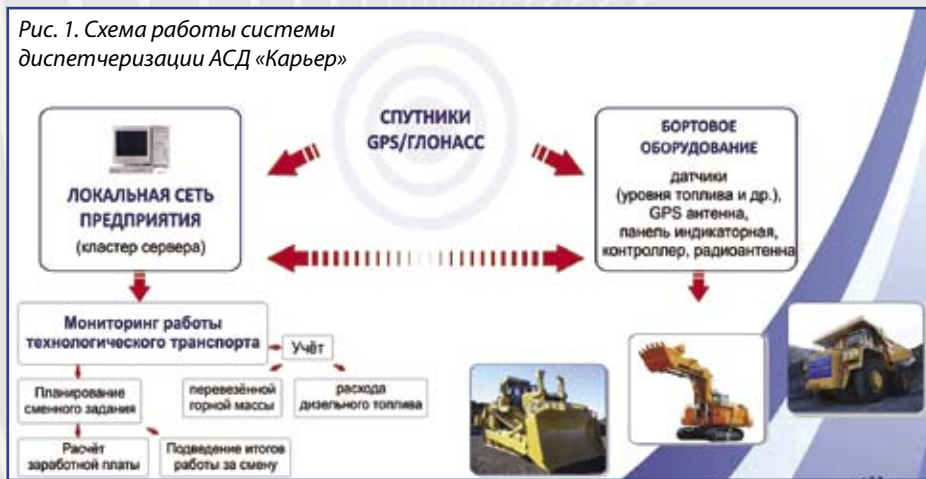 Рис. 1. Схема работы системы
диспетчеризации АСД «Карьер»
СПУТНИКИ
GPS/ГЛОНАСС
ЛОКАЛЬНАЯ СЕТЬ
ПРЕДПРИЯТИЯ
(кластер сервера)
БОРТОВОЕ
ОБОРУДОВАНИЕ
датчики
(уровня топлива и др.),
GPS антенна,
панель индикаторная,
контроллер, радиоантенна
Мониторинг работы
технологического транспорта
Учёт
Планирование
сменного задания
перевезённой
горной массы
расхода
дизельного топлива
Расчёт
заработной платы
Подведение итогов
работы за смену